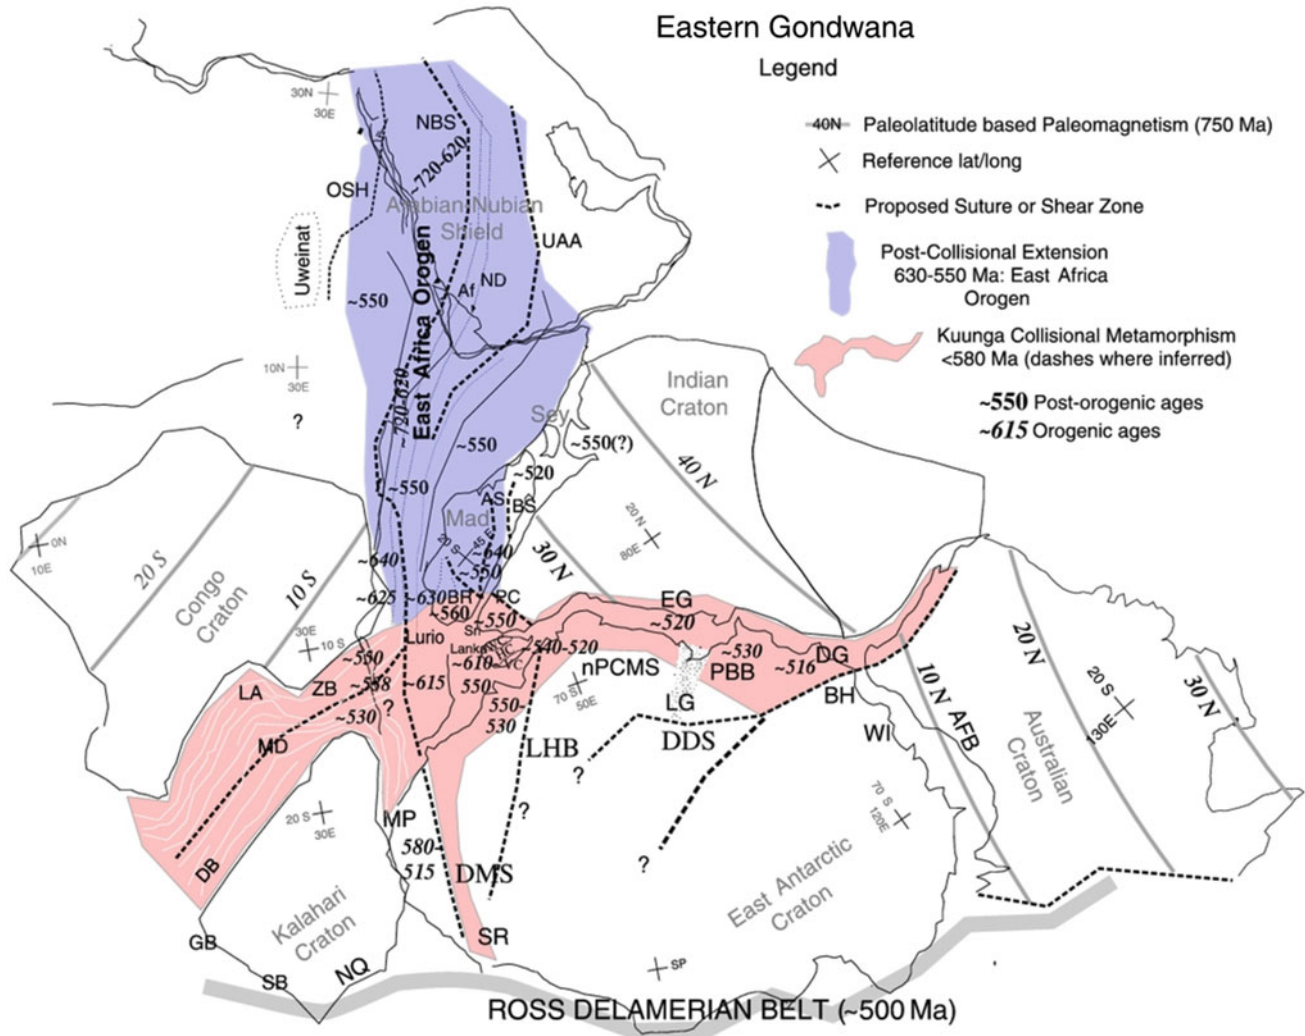 Eastern Gondwana
Legend
40N Paleolatitude based Paleomagnetism (750 Ma)
Reference lat/long
Proposed Suture or Shear Zone
Post-Collisional Extension
630-550 Ma: East Africa
Orogen
Kuunga Collisional Metamorphism
<580 Ma (dashes where inferred)
~550 Post-orogenic ages
~615 Orogenic ages
30N
30E
NBS
~720-620
OSH
Arabian-Nubian
Shield
UAA
Uweinat
East Africa Orogen
Af
ND
~550
10N
30E
?
~720-620
Indian
Craton
Sey
~550(?)
~550
40 N
~520
~550
AS
BS
Mad
20 N
80E
20 S
45 E
0N
10E
20 S
Congo
Craton
10 S
~640
~640
~550
30 N
~625
~630
BR
PC
~560
~550
EG
~520
30E
10 S
Lurio
Sri
Lanka
WC
HC
VC
~540-520
~550
~610
nPCMS
~530
PBB
~516
DG
LA
ZB
~558
~615
550
70 S
50E
LG
BH
~530
?
550-
530
MD
LHB
DDS
WI
10 N
AFB
20 N
Australian
Craton
20 S
130E
30 N
?
?
?
20 S
30E
MP
580-
515
DMS
70 S
120E
DB
East Antarctic
Craton
Kalahari
Craton
GB
SR
SB
NQ
SP
ROSS DELAMERIAN BELT (~500 Ma)